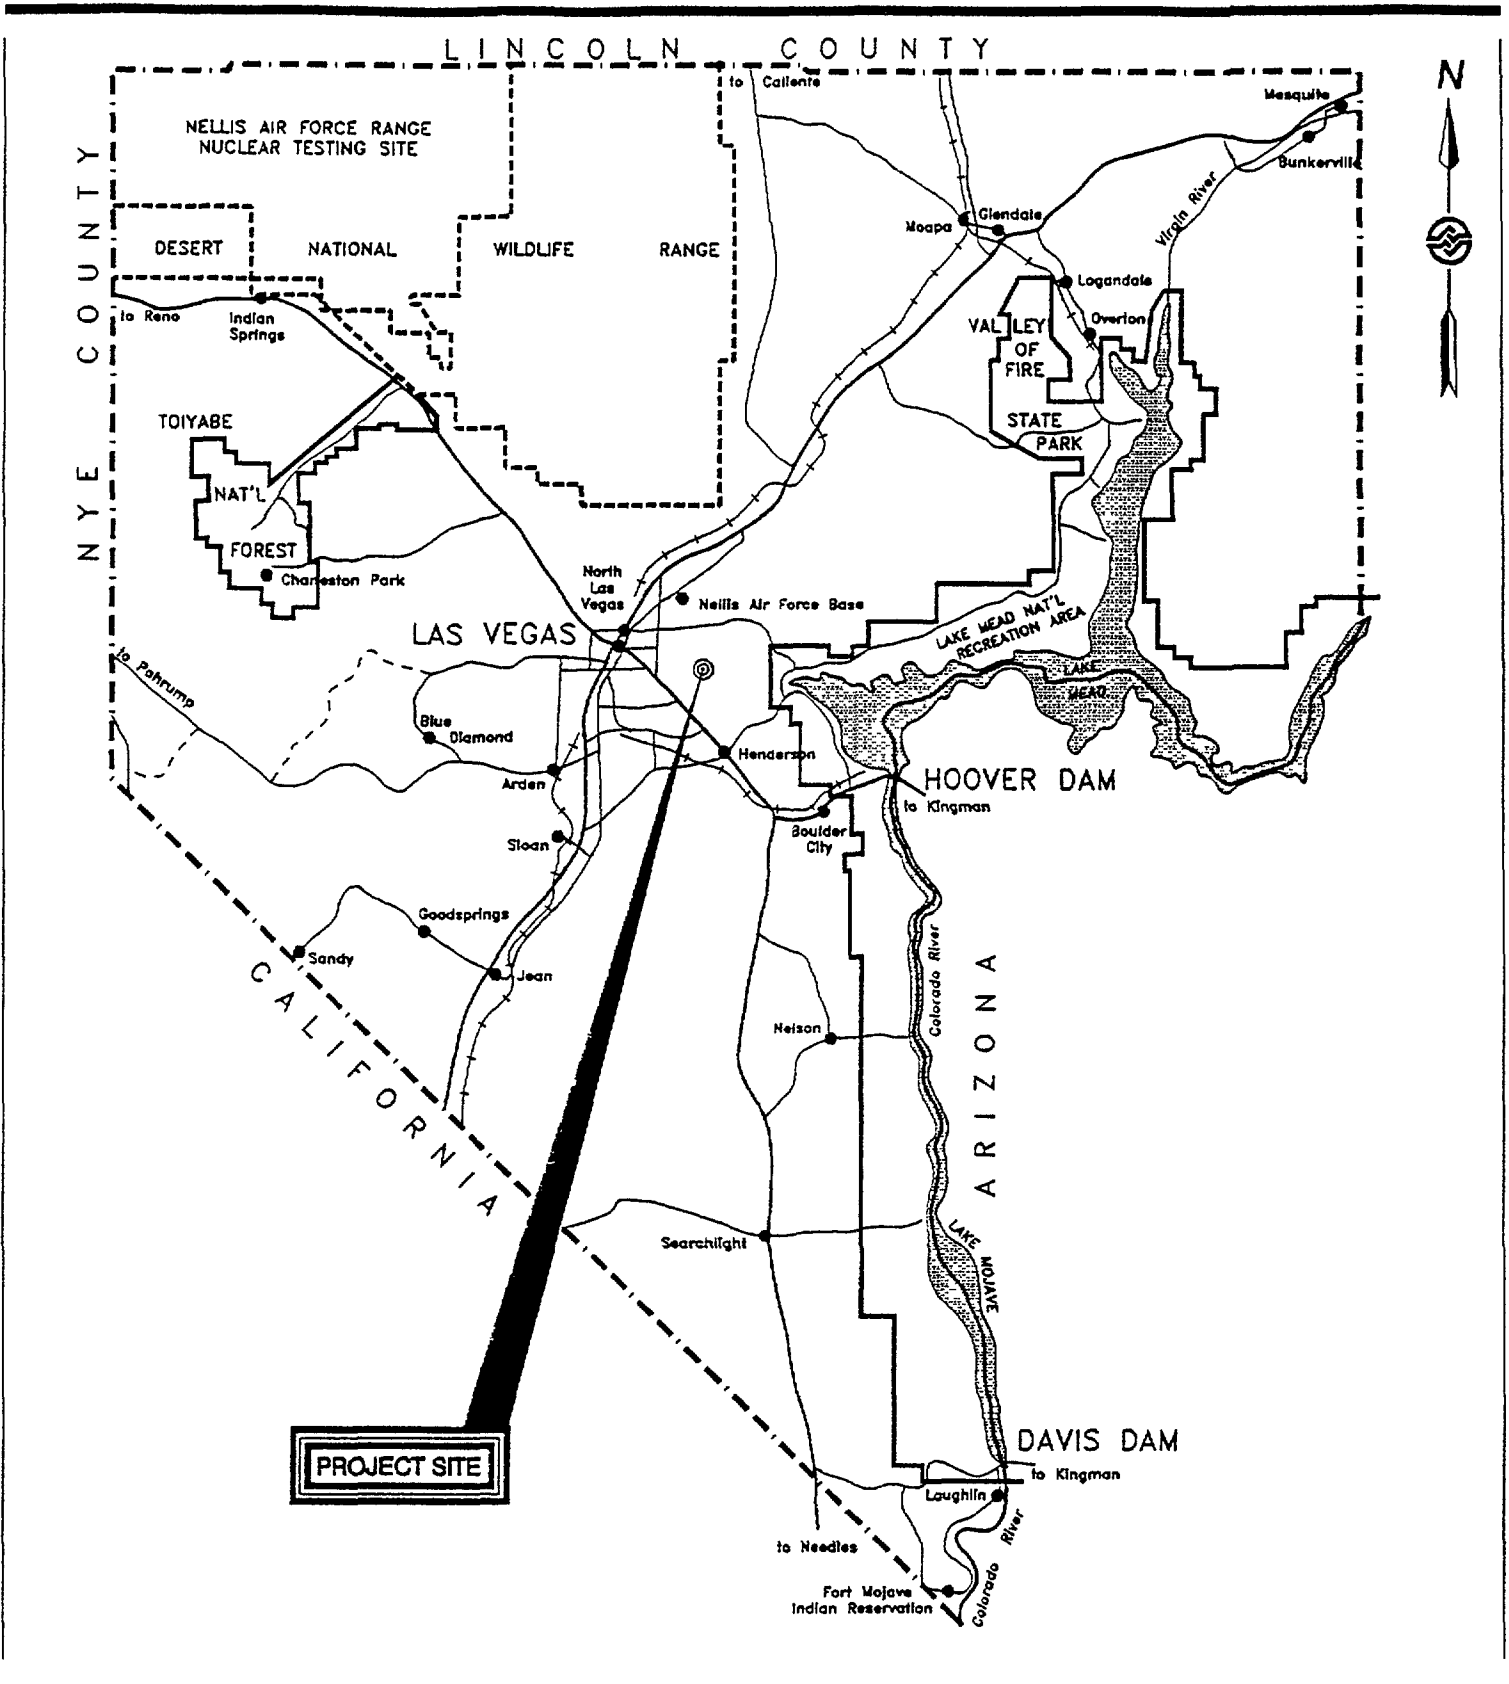 LINCOLN COUNTY
N
to Caliente
Mesquite
NELLIS AIR FORCE RANGE
NUCLEAR TESTING SITE
Bunkerville
NYE COUNTY
Virgin River
Glendale
Moapa
DESERT NATIONAL WILDLIFE RANGE
Logandale
to Reno
Indian
Springs
Overton
VALLEY
OF
FIRE
STATE
PARK
TOIYABE
NAT'L
FOREST
Charleston Park
North
Las
Vegas
Nellis Air Force Base
LAS VEGAS
LAKE MEAD NAT'L
RECREATION AREA
to Pahrump
LAKE
MEAD
Blue
Diamond
Henderson
Arden
HOOVER DAM
to Kingman
Boulder
City
Sloan
Goodsprings
Sandy
Jean
CALIFORNIA
Colorado River
ARIZONA
Nelson
Searchlight
LAKE MOJAVE
DAVIS DAM
to Kingman
PROJECT SITE
Laughlin
to Needles
Colorado River
Fort Mojave
Indian Reservation